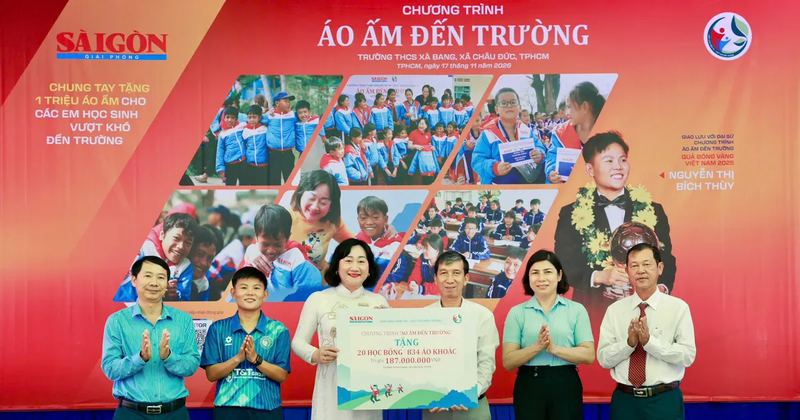 SÀIGÒN
GIẢI PHÓNG
CHUNG TAY TẶNG
1 TRIỆU ÁO ẤM CHO
CÁC EM HỌC SINH
VƯỢT KHÓ
ĐẾN TRƯỜNG
CHƯƠNG TRÌNH
ÁO ẤM ĐẾN TRƯỜNG
TRƯỜNG THCS XÀ BANG, XÃ CHÂU ĐỨC, TPHCM
TPHCM, ngày 17 tháng 11 năm 2025
GIAO LƯU VỚI ĐẠI SỨ
CHƯƠNG TRÌNH
ÁO ẤM ĐẾN TRƯỜNG
QUẢ BÓNG VÀNG
VIỆT NAM 2025
NGUYỄN THỊ
BÍCH THÙY
SÀIGÒN
CHƯƠNG TRÌNH "ÁO ẤM ĐẾN TRƯỜNG"
TẶNG
20 HỌC BỔNG 834 ÁO KHOÁC
Trị giá 187.000.000